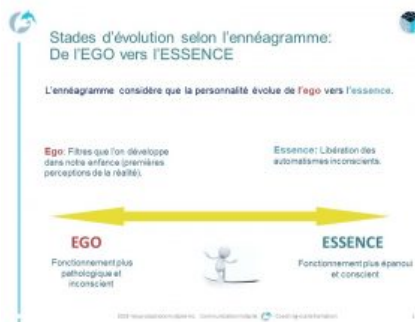 Stades d'évolution selon l'ennéagramme:
De l'EGO vers l'ESSENCE
L'ennéagramme considère que la personnalité évolue de l'ego vers l'essence.
Ego: Filtres que l'on développe
dans notre enfance (premières
perceptions de la réalité).
Essence: Libération des
automatismes inconscients.
EGO
Fonctionnement plus
pathologique et
inconscient
ESSENCE
Fonctionnement plus épanoui
et conscient